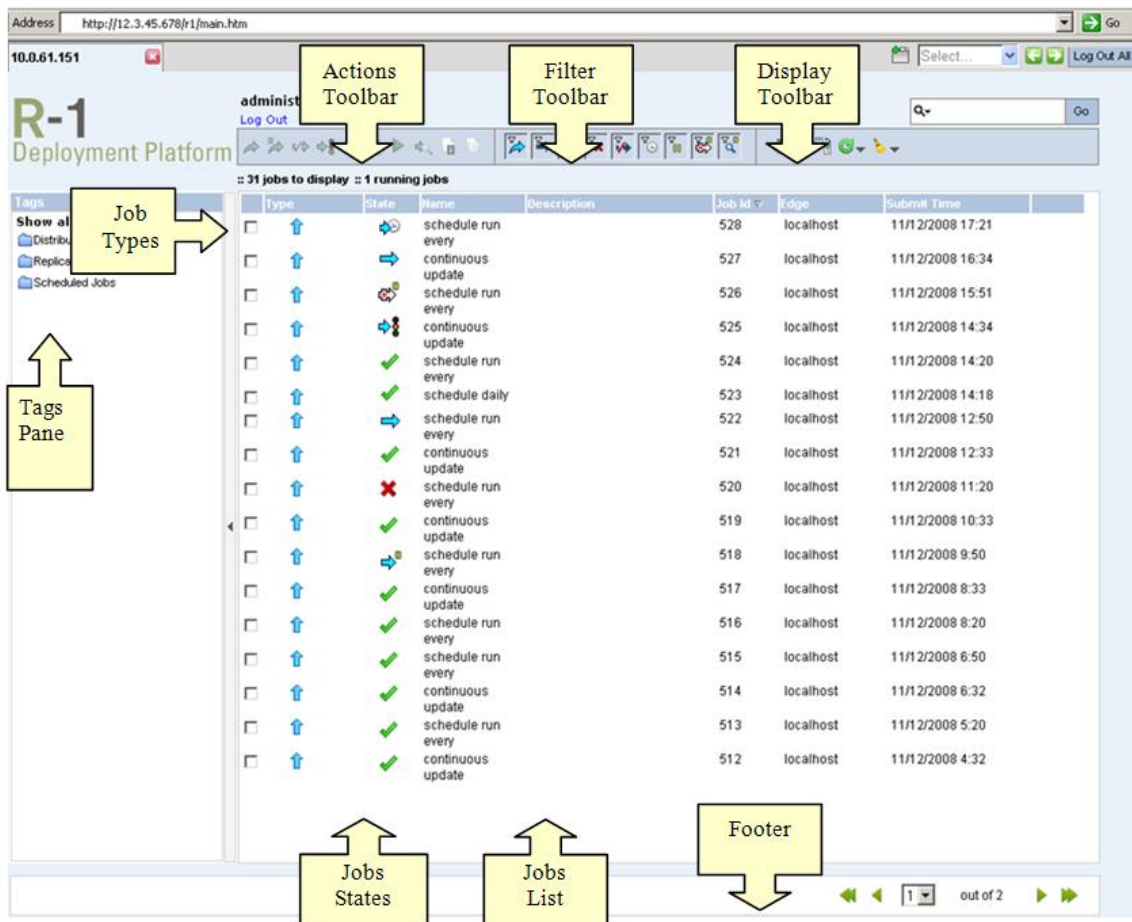 Address http://12.3.45.678/r1/main.htm Go
10.0.61.151 Select... Log Out All
Actions Toolbar
Filter Toolbar
Display Toolbar
R-1
Deployment Platform
Log Out
Go
:: 31 jobs to display :: 1 running jobs
Tags
Type State Name Description Job Id Edge Submit Time
Show
Job Types
Scheduled Jobs
Tags Pane
schedule run every 528 localhost 11/12/2008 17:21
continuous update 527 localhost 11/12/2008 16:34
schedule run every 526 localhost 11/12/2008 15:51
continuous update 525 localhost 11/12/2008 14:34
schedule run every 524 localhost 11/12/2008 14:20
schedule daily 523 localhost 11/12/2008 14:18
schedule run every 522 localhost 11/12/2008 12:50
continuous update 521 localhost 11/12/2008 12:33
schedule run every 520 localhost 11/12/2008 11:20
continuous update 519 localhost 11/12/2008 10:33
schedule run every 518 localhost 11/12/2008 9:50
continuous update 517 localhost 11/12/2008 8:33
schedule run every 516 localhost 11/12/2008 8:20
schedule run every 515 localhost 11/12/2008 6:50
continuous update 514 localhost 11/12/2008 6:32
schedule run every 513 localhost 11/12/2008 5:20
continuous update 512 localhost 11/12/2008 4:32
Jobs States
Jobs List
Footer
1 out of 2